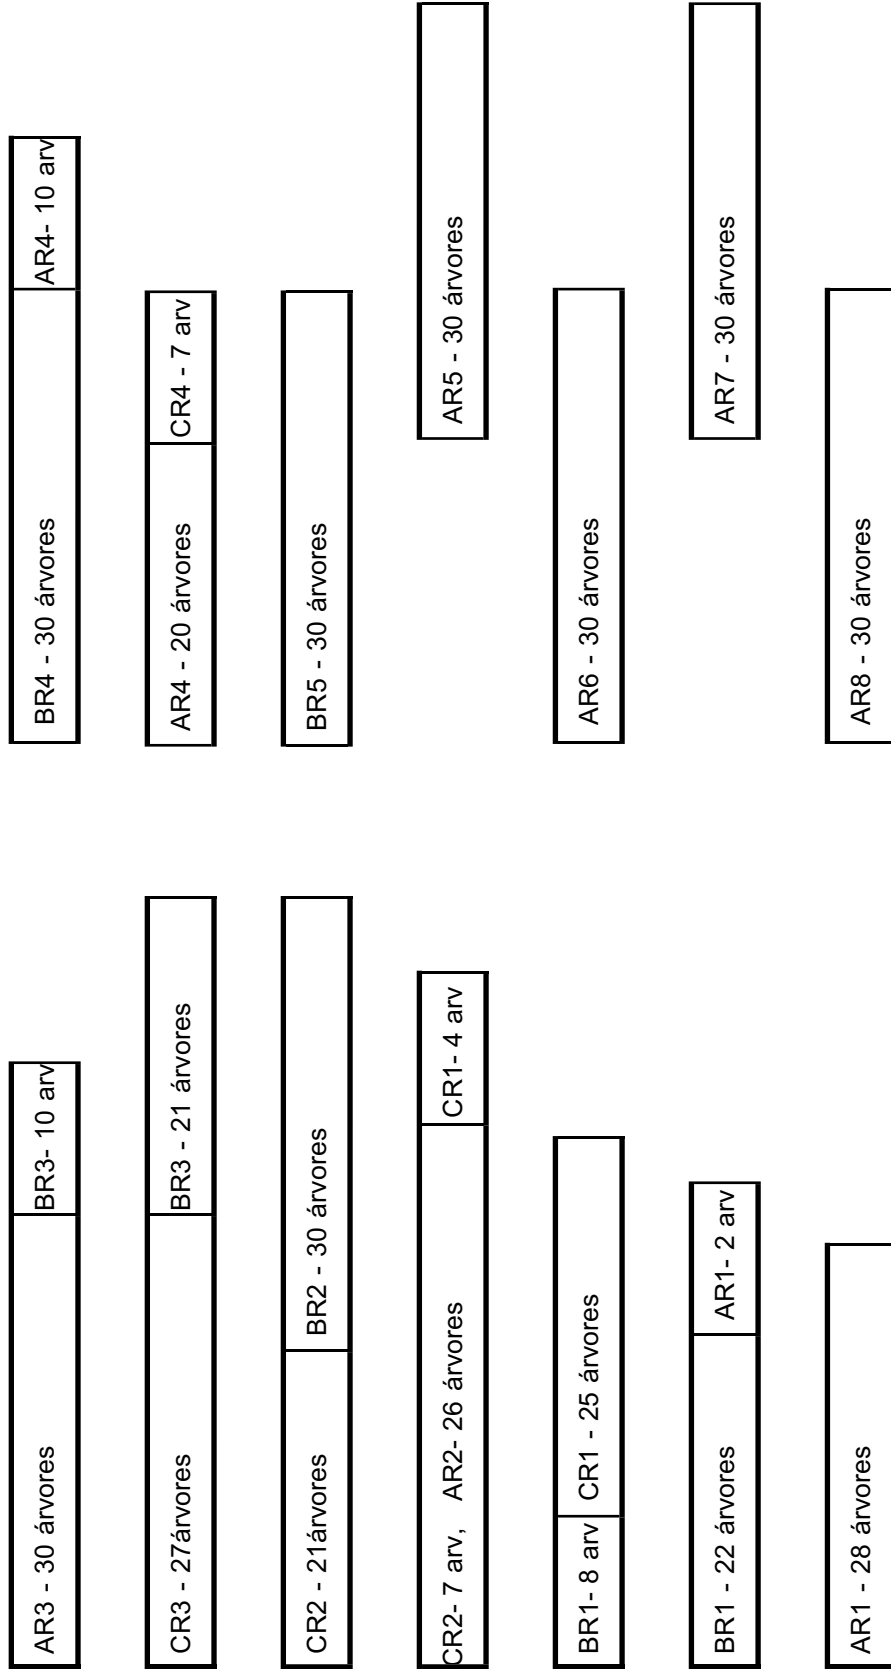 AR3 - 30 árvores BR3- 10 arv BR4 - 30 árvores AR4- 10 arv
CR3 - 27árvores BR3 - 21 árvores AR4 - 20 árvores CR4 - 7 arv
CR2 - 21árvores BR2 - 30 árvores BR5 - 30 árvores
CR2- 7 arv, AR2- 26 árvores CR1- 4 arv AR5 - 30 árvores
BR1- 8 arv CR1 - 25 árvores AR6 - 30 árvores
BR1 - 22 árvores AR1- 2 arv AR7 - 30 árvores
AR1 - 28 árvores AR8 - 30 árvores